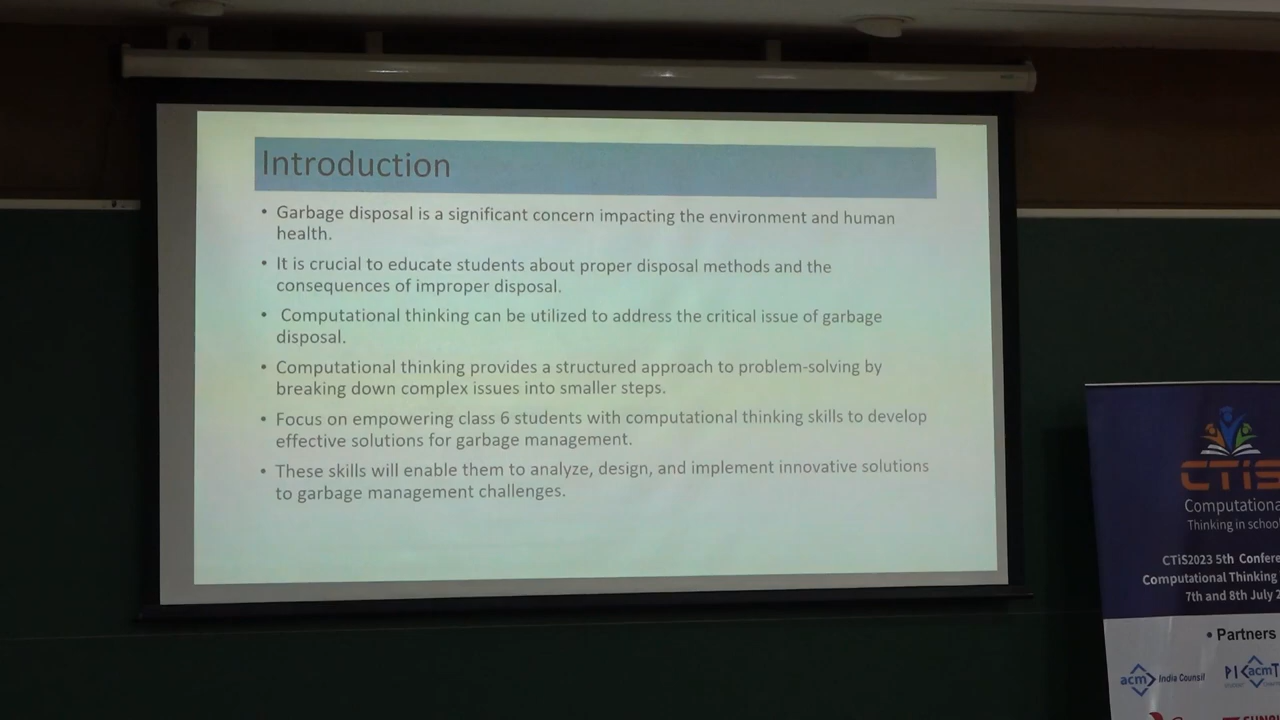 Introduction
• Garbage disposal is a significant concern impacting the environment and human
health.
• It is crucial to educate students about proper disposal methods and the
consequences of improper disposal.
• Computational thinking can be utilized to address the critical issue of garbage
disposal.
• Computational thinking provides a structured approach to problem-solving by
breaking down complex issues into smaller steps.
• Focus on empowering class 6 students with computational thinking skills to develop
effective solutions for garbage management.
• These skills will enable them to analyze, design, and implement innovative solutions
to garbage management challenges.
CTiS
Computationa
Thinking in schoo
CTiS2023 5th Confere
Computational Thinking
7th and 8th July 2
• Partners
acm India Counsil
acm